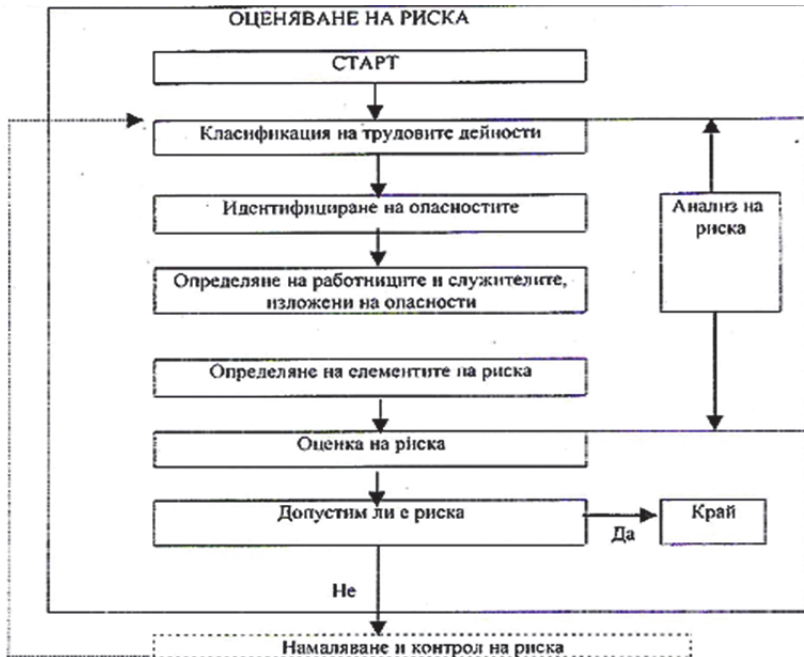 ОЦЕНЯВАНЕ НА РИСКА
СТАРТ
Класификация на трудовите дейности
Идентифициране на опасностите
Анализ на
риска
Определяне на работниците и служителите,
изложени на опасности
Определяне на елементите на риска
Оценка на риска
Допустим ли е риска
Да
Край
Не
Намаляване и контрол на риска